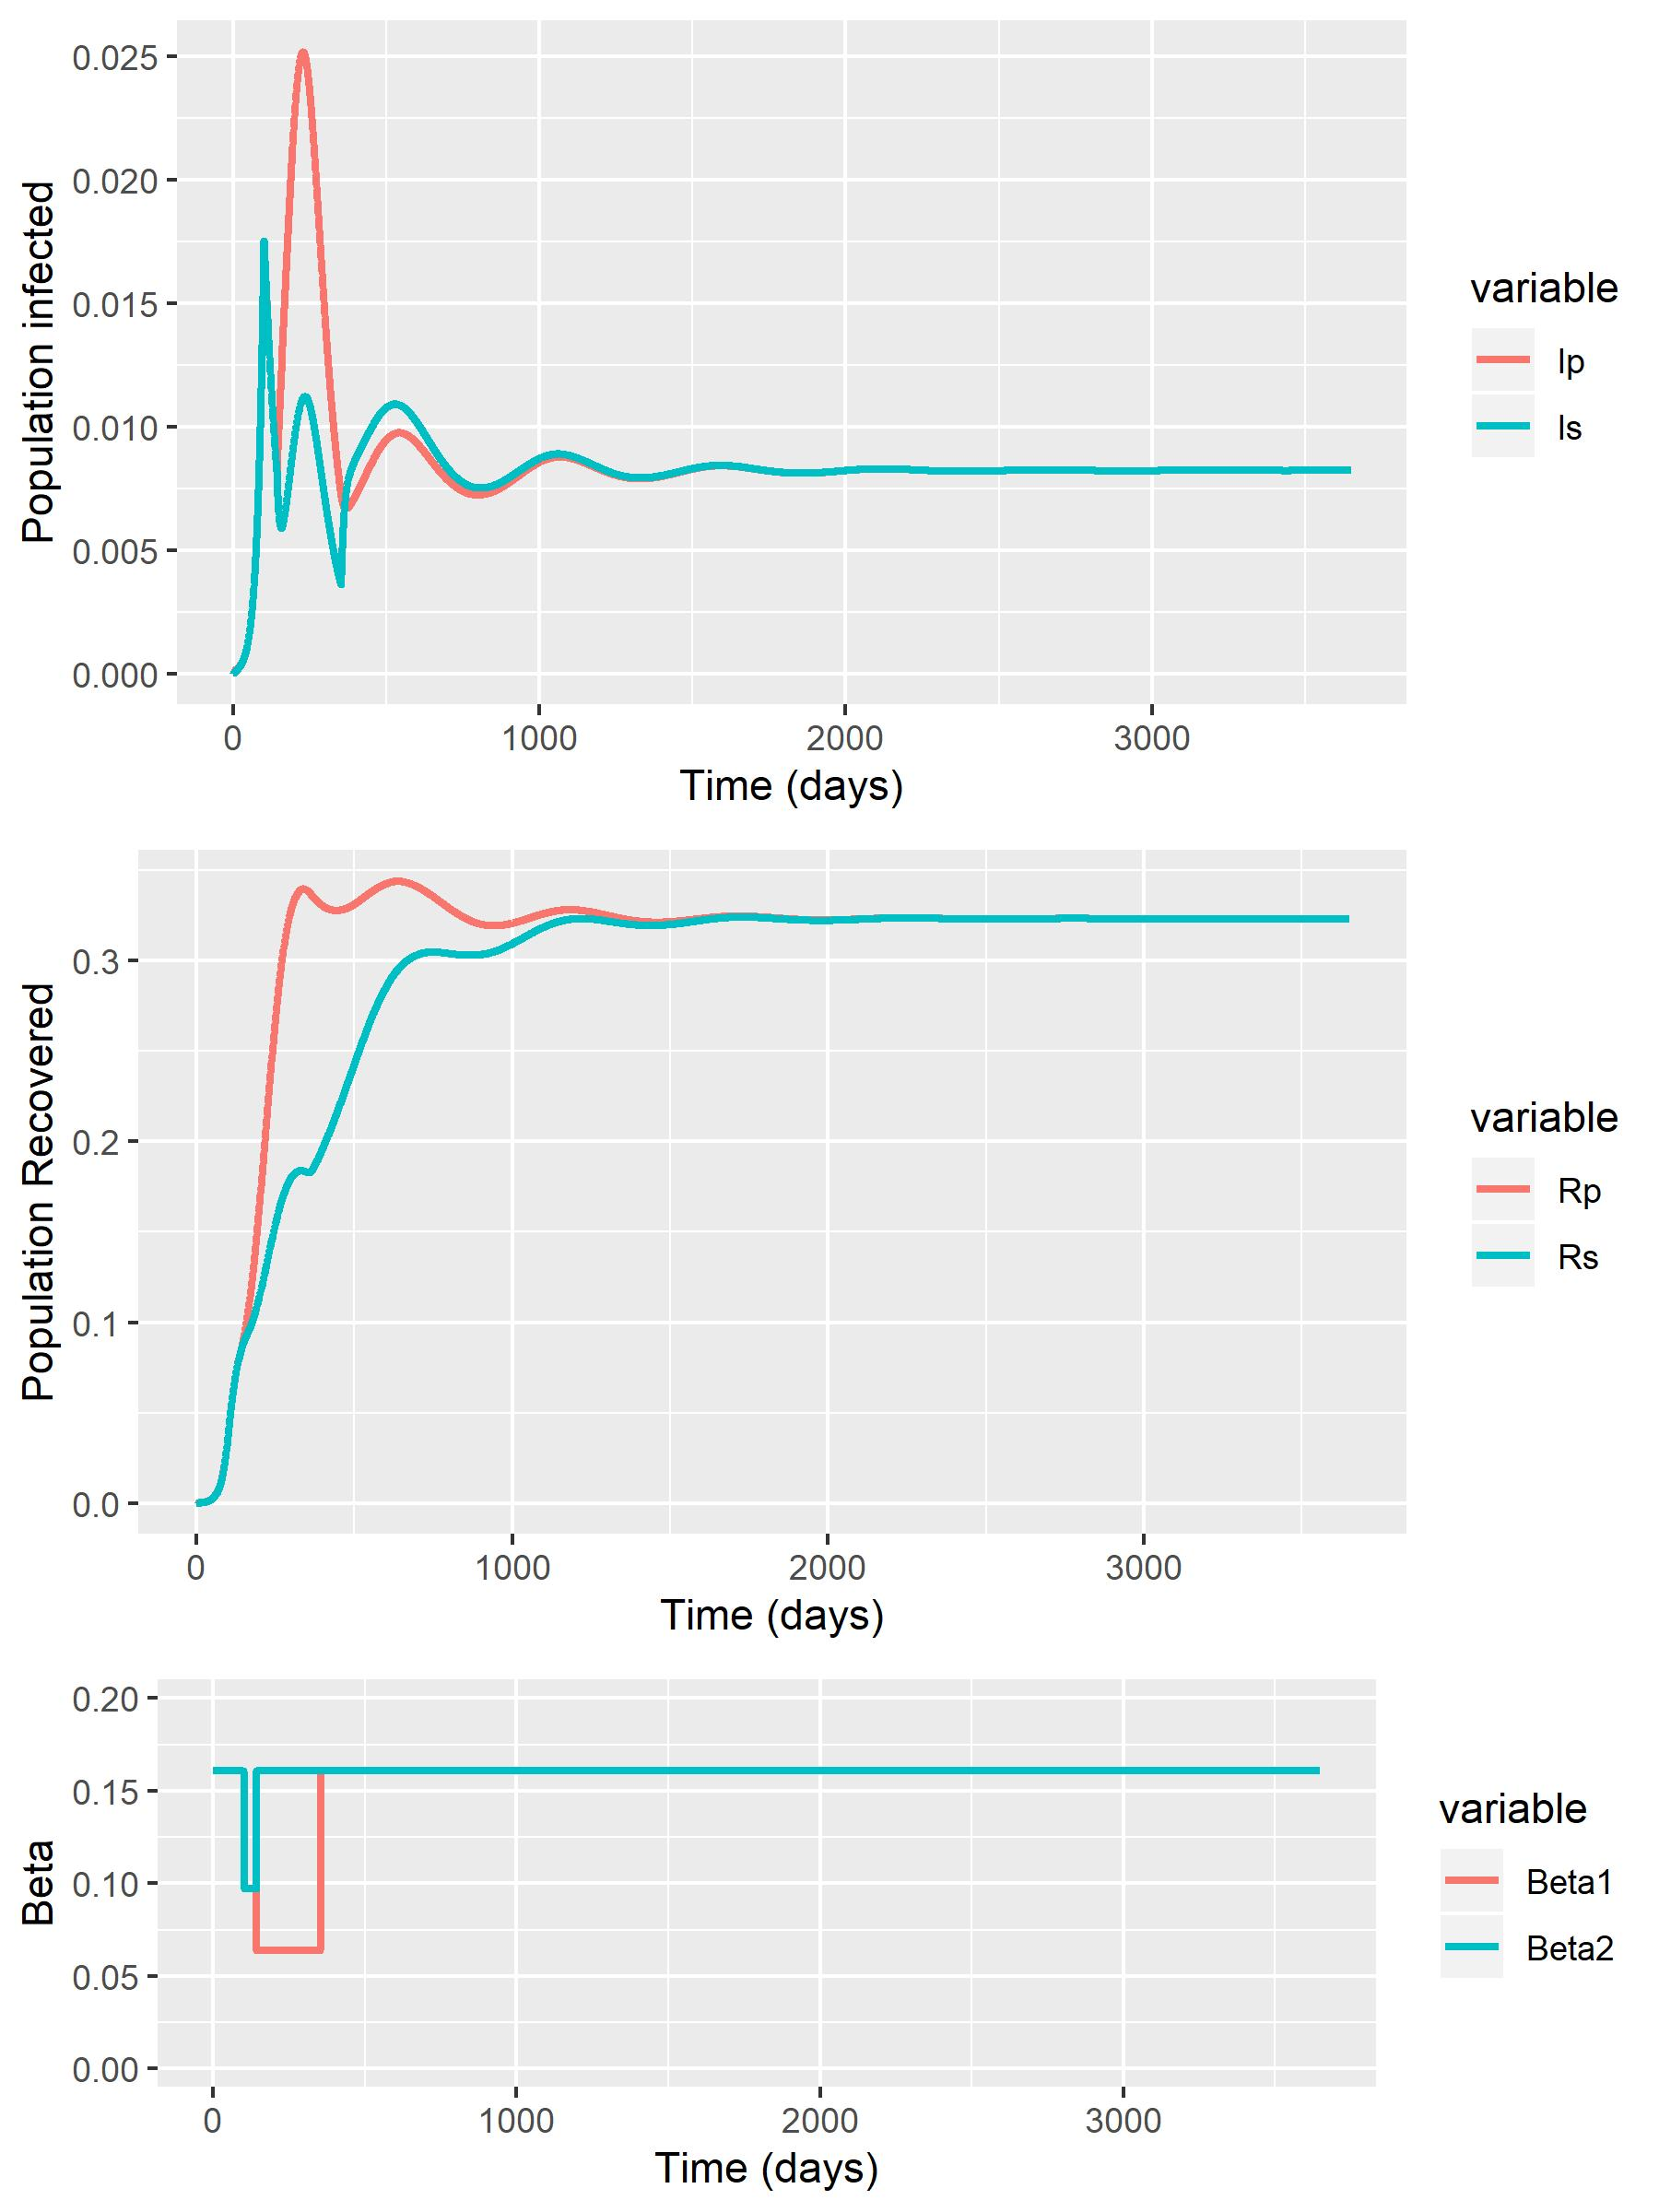 Population infected
0.025
0.020
0.015
0.010
0.005
0.000
0 1000 2000 3000
Time (days)
variable
Ip
Is
Population Recovered
0.3
0.2
0.1
0.0
0 1000 2000 3000
Time (days)
variable
Rp
Rs
Beta
0.20
0.15
0.10
0.05
0.00
0 1000 2000 3000
Time (days)
variable
Beta1
Beta2